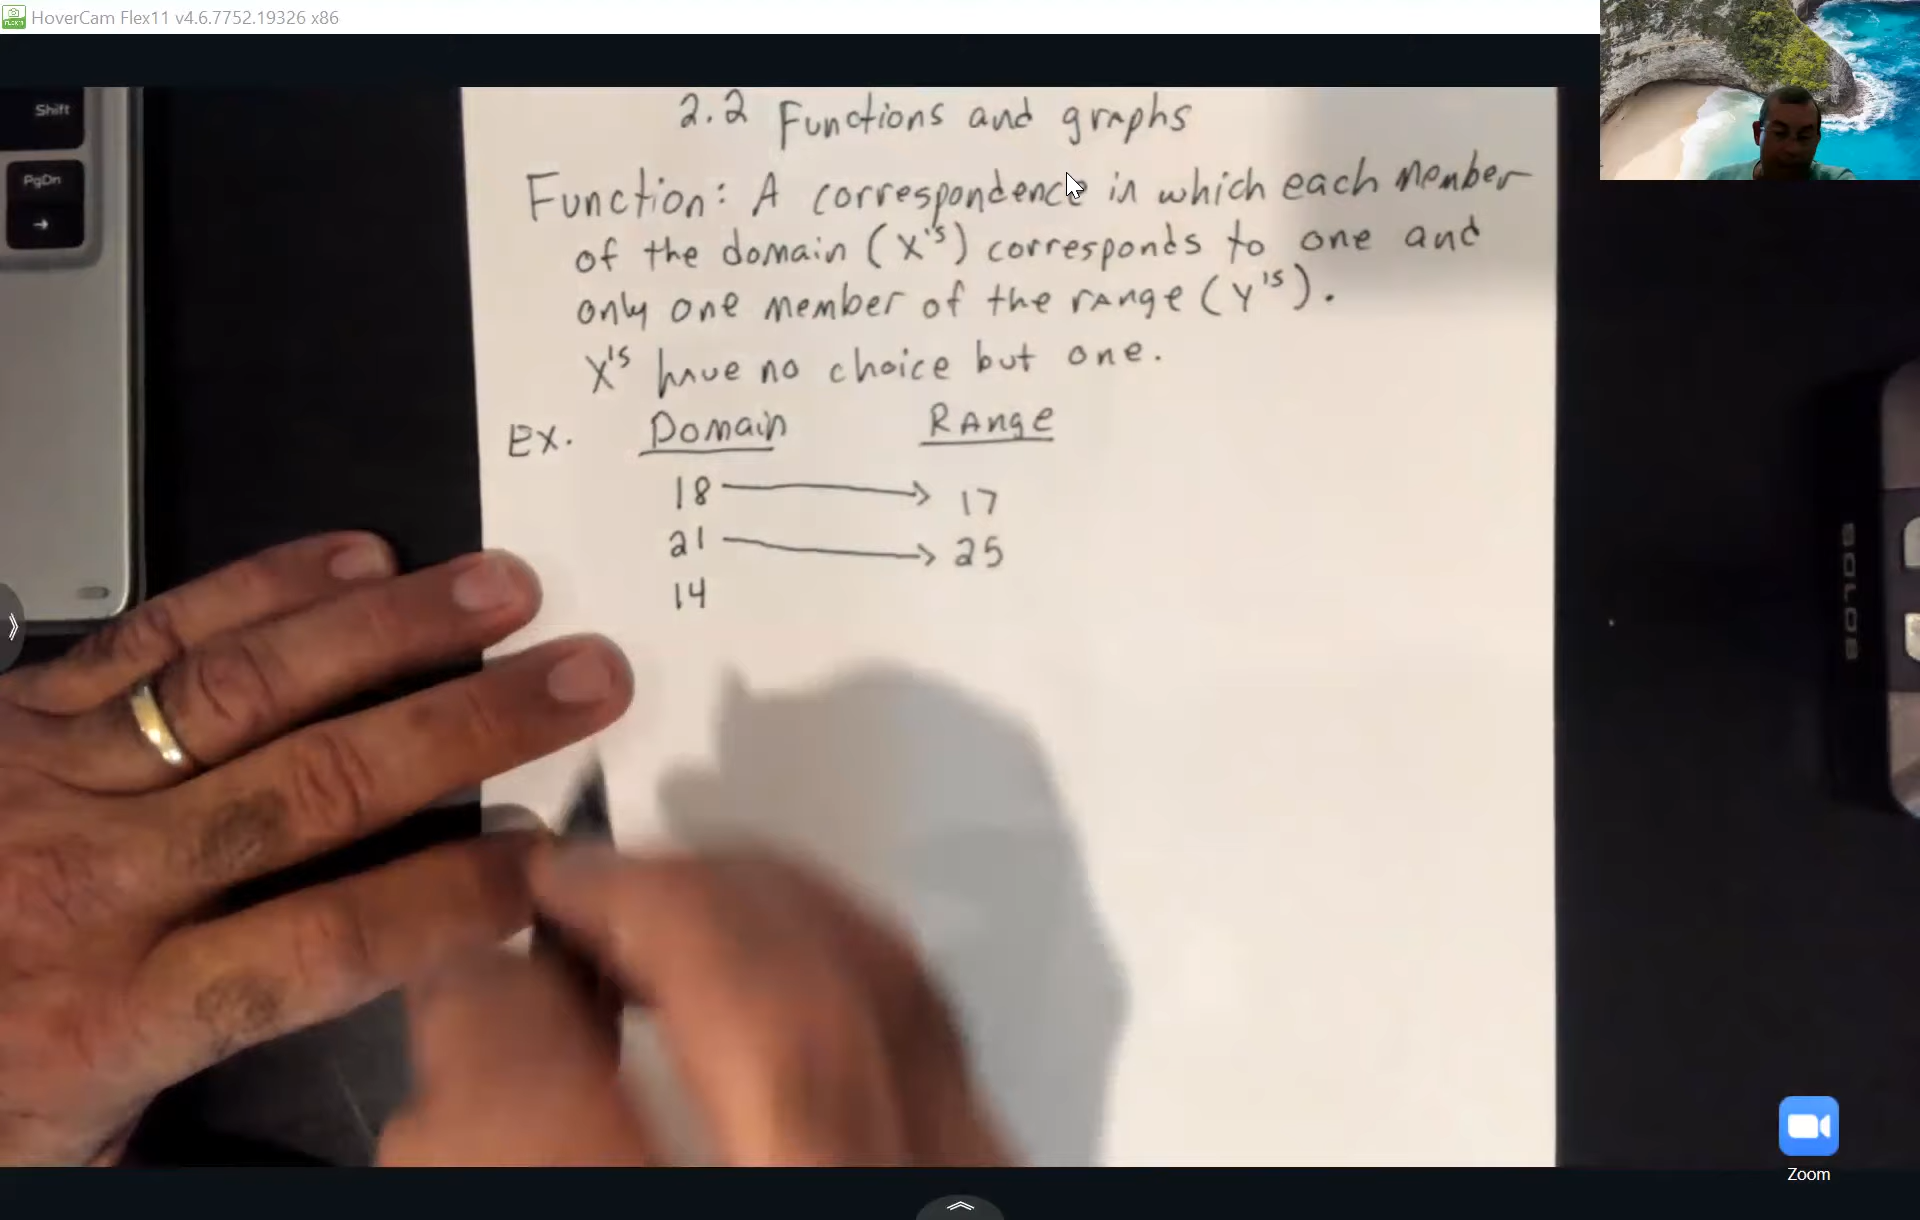 HoverCam Flex11 v4.6.7752.19326 x86
Shift
PgDn
2.2 Functions and graphs
Function: A correspondence in which each member
of the domain (x's) corresponds to one and
only one member of the range (y's).
X's have no choice but one.
Ex. Domain Range
18 → 17
21 → 25
14
SOLO8
Zoom